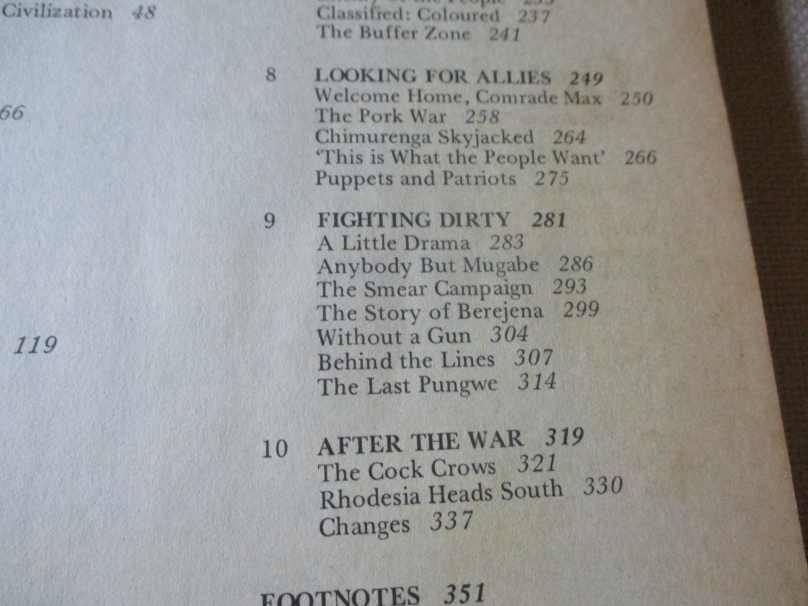 Civilization 48
66
119
Classified: Coloured 237
The Buffer Zone 241
8 LOOKING FOR ALLIES 249
Welcome Home, Comrade Max 250
The Pork War 258
Chimurenga Skyjacked 264
‘This is What the People Want’ 266
Puppets and Patriots 275
9 FIGHTING DIRTY 281
A Little Drama 283
Anybody But Mugabe 286
The Smear Campaign 293
The Story of Berejena 299
Without a Gun 304
Behind the Lines 307
The Last Pungwe 314
10 AFTER THE WAR 319
The Cock Crows 321
Rhodesia Heads South 330
Changes 337
FOOTNOTES 351